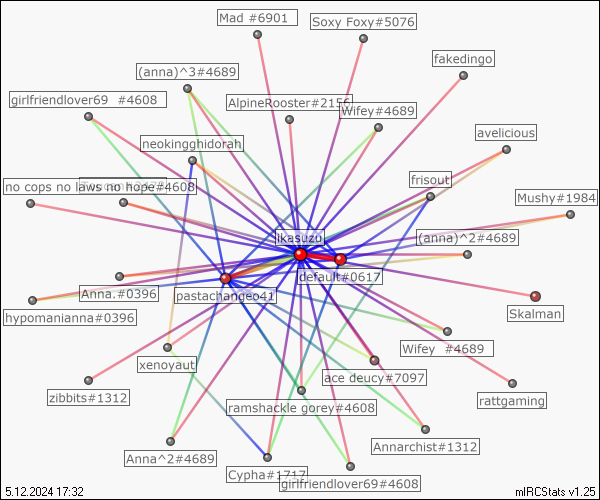 Mad #6901
Soxy Foxy#5076
fakedingo
(anna)^3#4689
girlfriendlover69 #4608
AlpineRooster#2156
Wifey#4689
avelicious
neokingghidorah
frisout
no cops no laws no hope#4608
Mushy#1984
ikasuzu
(anna)^2#4689
default#0617
Anna.#0396
pastachangeo41
hypomanianna#0396
Skalman
Wifey #4689
xenoyaut
ace deucy#7097
zibbits#1312
ramshackle gorey#4608
rattgaming
Annarchist#1312
Anna^2#4689
Cypha#1717
girlfriendlover69#4608
5.12.2024 17:32
mIRCStats v1.25